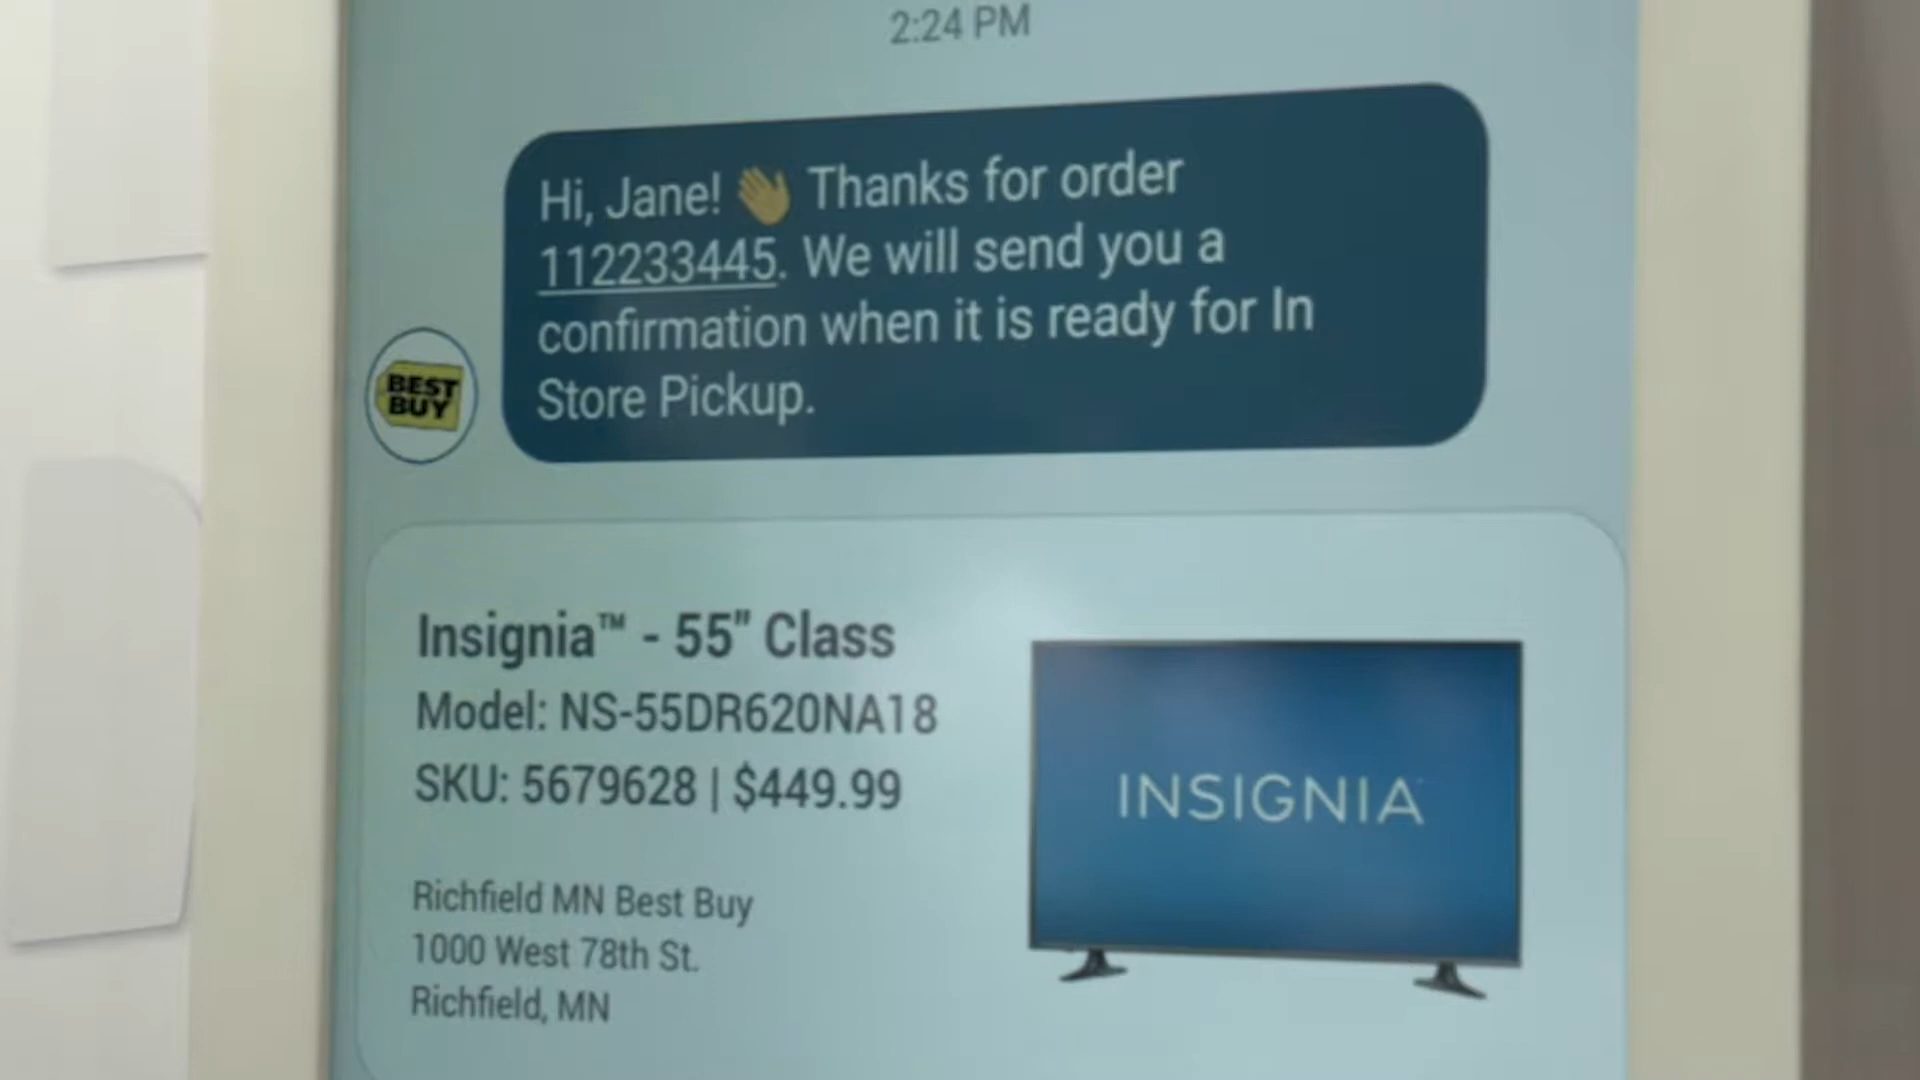 2:24 PM
Hi, Jane! 👋 Thanks for order
112233445. We will send you a
confirmation when it is ready for In
Store Pickup.
BEST
BUY
Insignia™ - 55" Class
Model: NS-55DR620NA18
SKU: 5679628 | $449.99
INSIGNIA
Richfield MN Best Buy
1000 West 78th St.
Richfield, MN